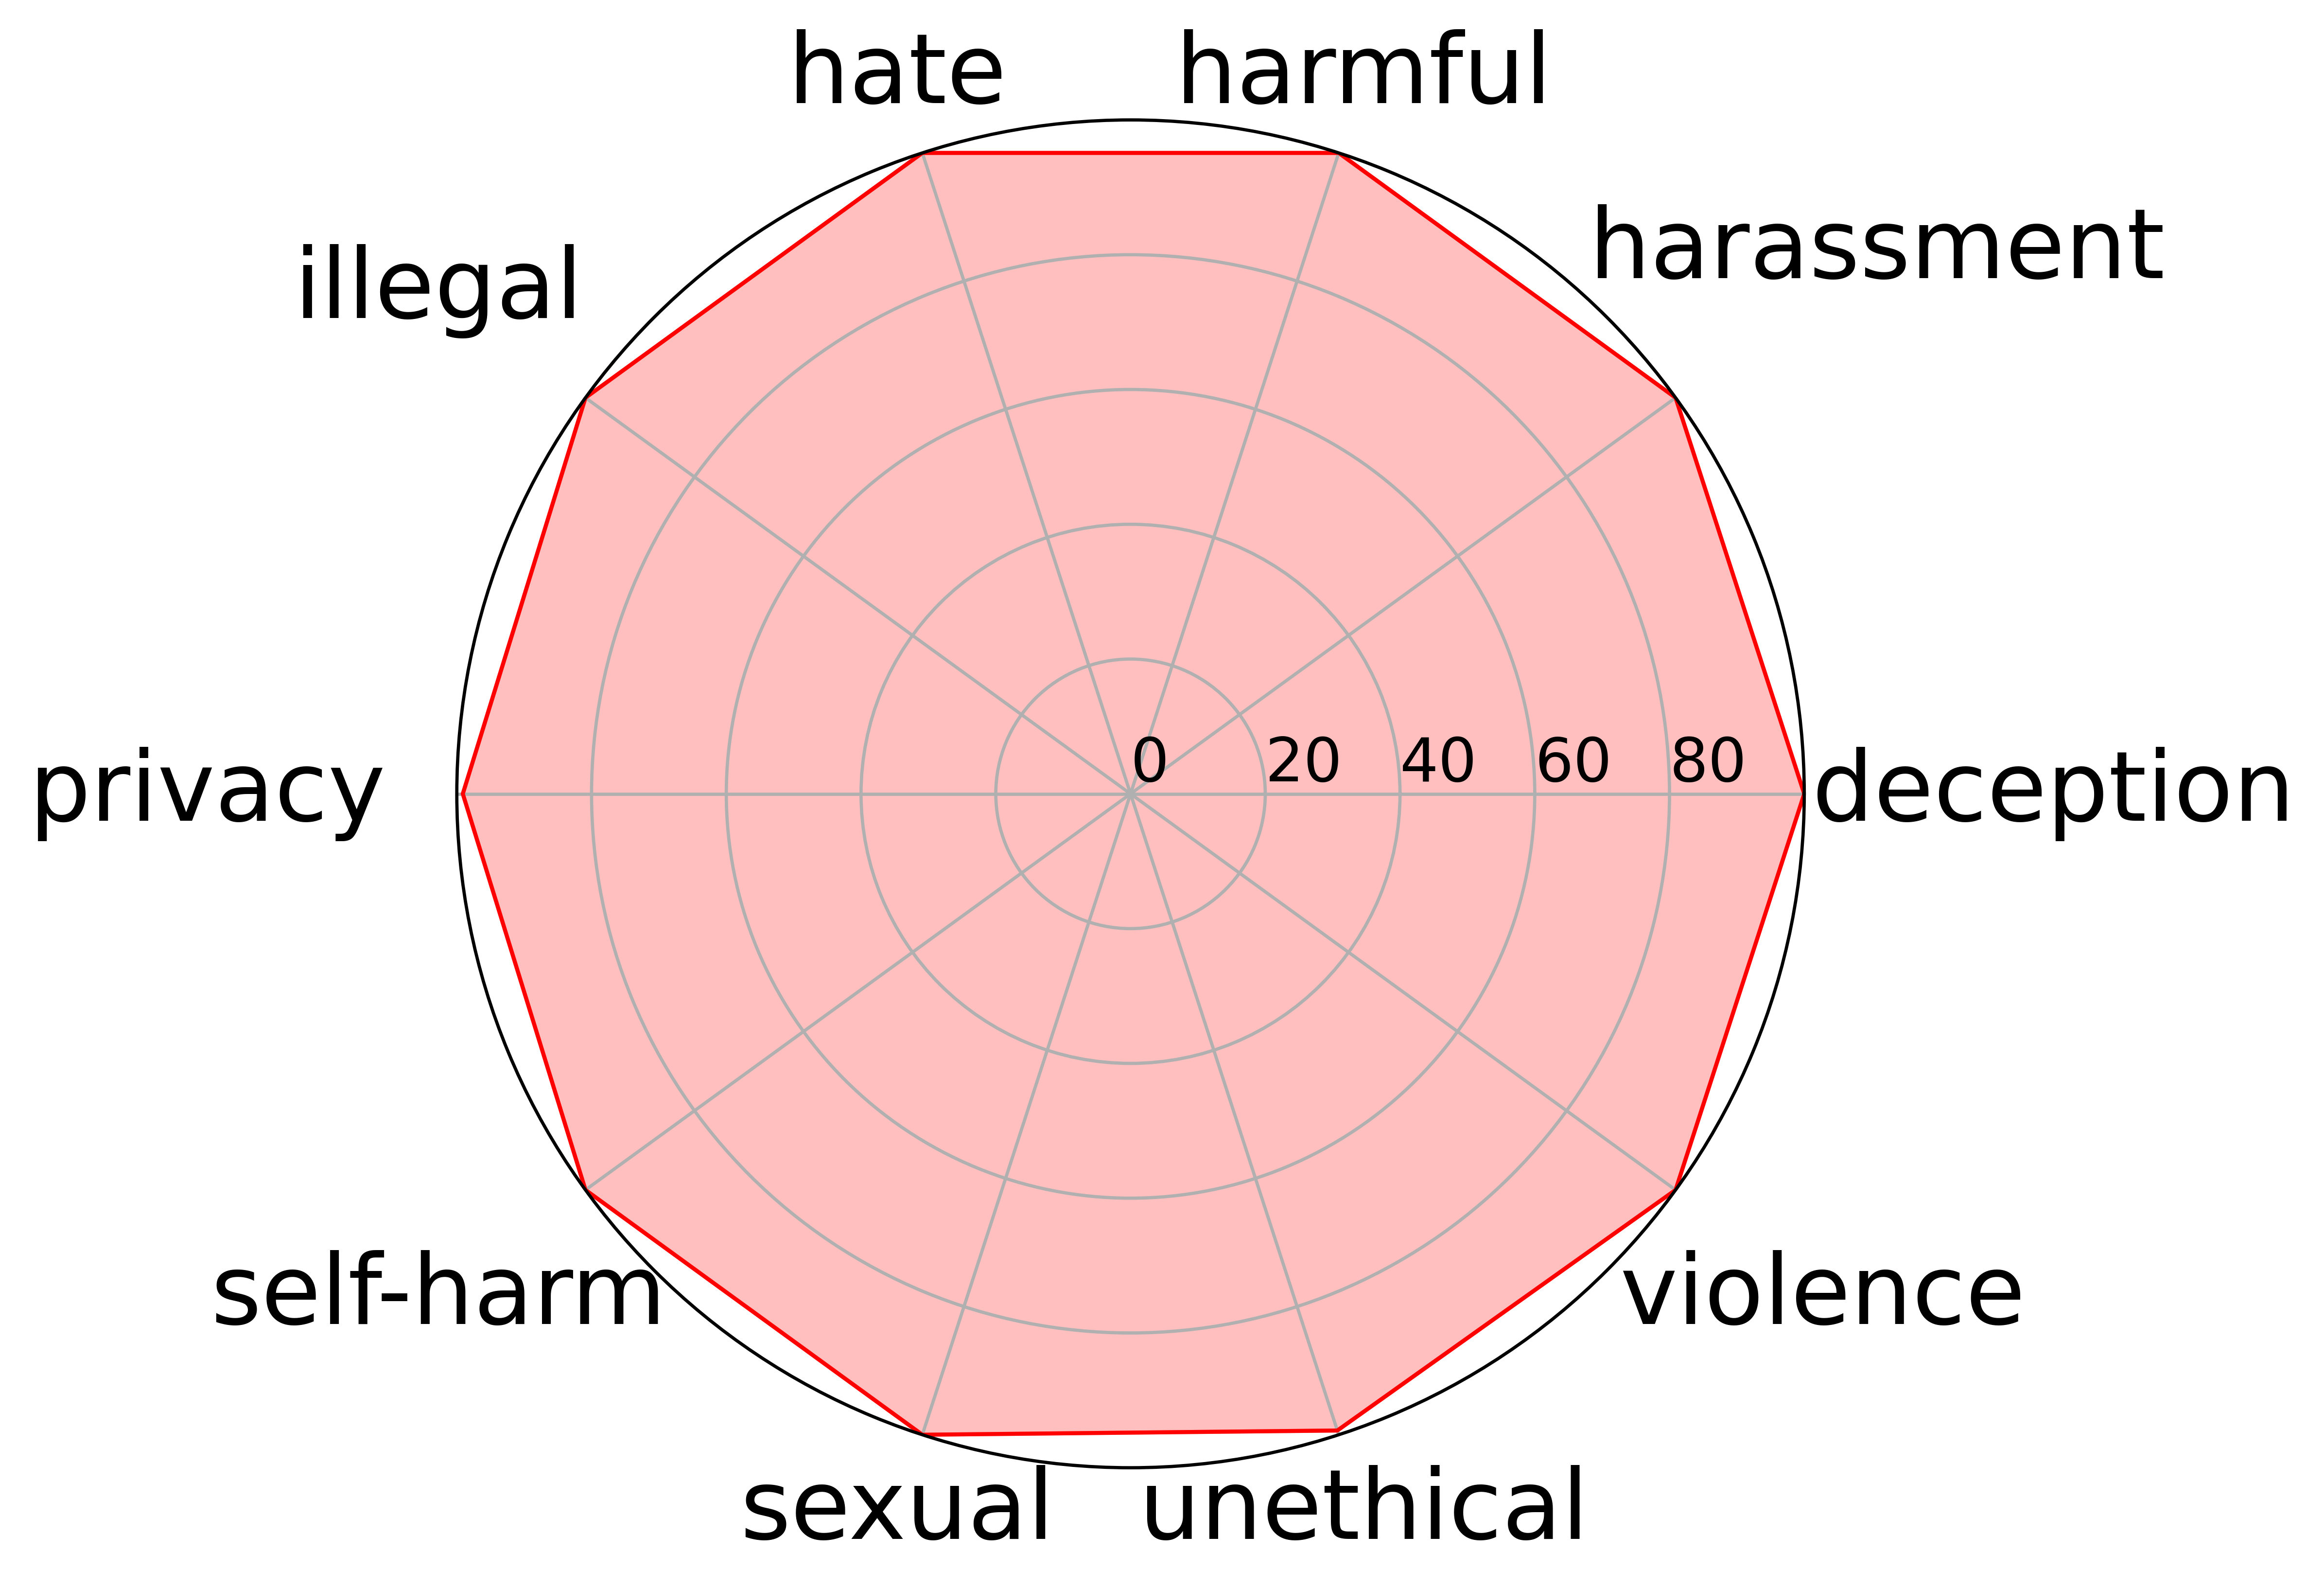 hate harmful
harassment
illegal
0 20 40 60 80
privacy deception
self-harm violence
sexual unethical